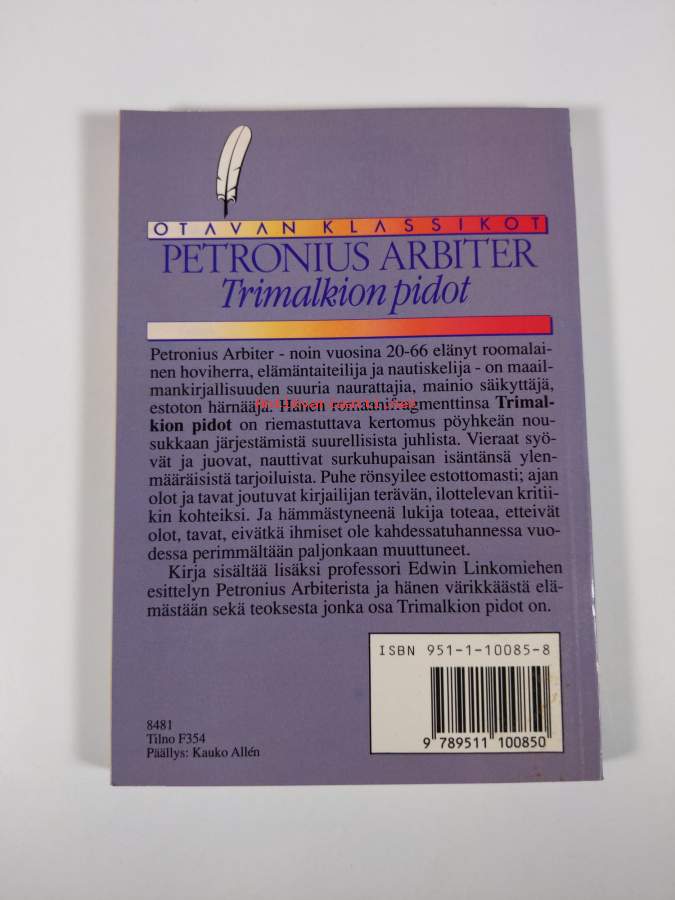 OTAVAN KLASSIKOT
PETRONIUS ARBITER
Trimalkion pidot
Petronius Arbiter - noin vuosina 20-66 elänyt roomalai-
nen hoviherra, elämäntaiteilija ja nautiskelija - on maail-
mankirjallisuuden suuria naurattajia, mainio säikyttäjä,
estoton härnääjä. Hänen romaanifragmenttinsa Trimal-
kion pidot on riemastuttava kertomus pöyhkeän nou-
sukkaan järjestämistä suurellisista juhlista. Vieraat syö-
vät ja juovat, nauttivat surkuhupaisan isäntänsä ylen-
määräisistä tarjoiluista. Puhe rönsyilee estottomasti; ajan
olot ja tavat joutuvat kirjailijan terävän, ilottelevan kritii-
kin kohteiksi. Ja hämmästyneenä lukija toteaa, etteivät
olot, tavat, eivätkä ihmiset ole kahdessatuhannessa vuo-
dessa perimmältään paljonkaan muuttuneet.
Kirja sisältää lisäksi professori Edwin Linkomiehen
esittelyn Petronius Arbiterista ja hänen värikkäästä elä-
mästään sekä teoksesta jonka osa Trimalkion pidot on.
ISBN 951-1-10085-8
9 789511 100850
8481
Tilno F354
Päällys: Kauko Allén